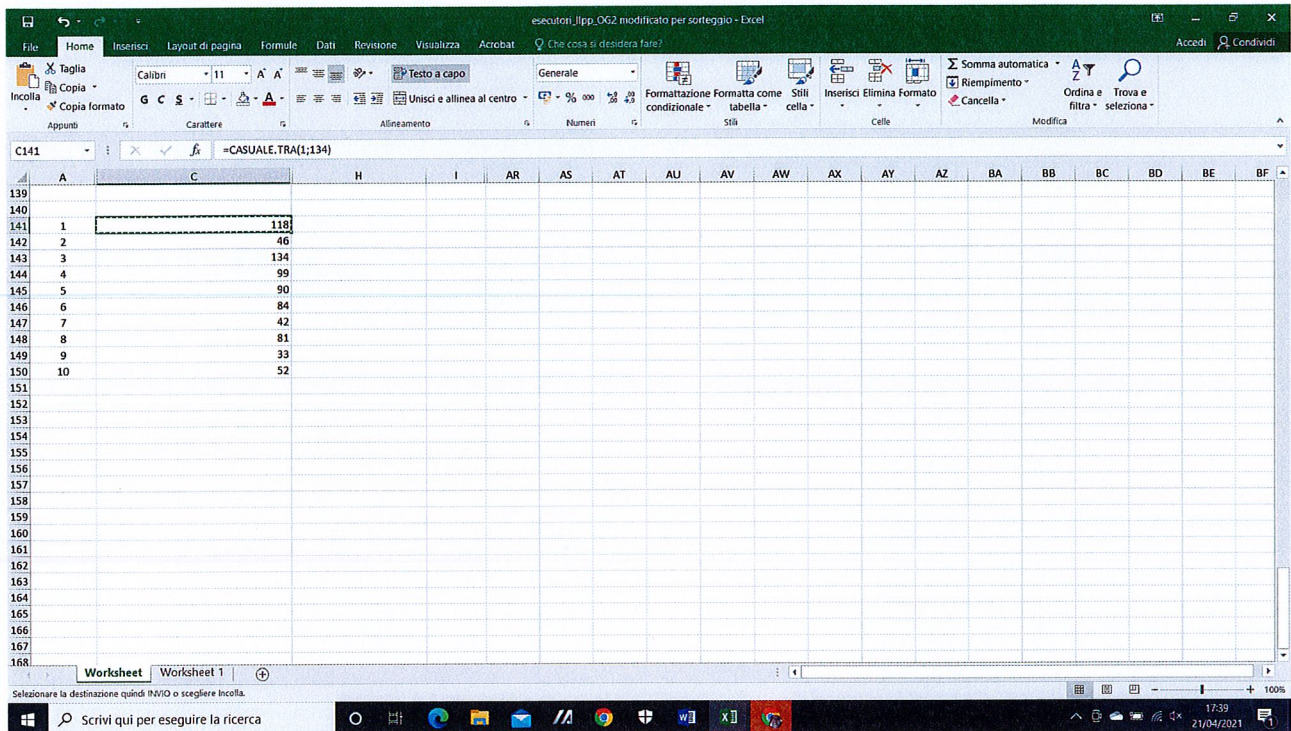 esecutori_llpp_OG2 modificato per sorteggio - Excel
File Home Inserisci Layout di pagina Formule Dati Revisione Visualizza Acrobat Che cosa si desidera fare? Accedi Condividi
Incolla
Taglia
Copia
Copia formato
Appunti
Calibri 11 A A
G C S A
Carattere
Testo a capo
Unisci e allinea al centro
Allineamento
Generale
% 000
Numeri
Formattazione condizionale
Formatta come tabella
Stili cella
Stili
Inserisci Elimina Formato
Celle
Somma automatica
Riempimento
Cancella
Ordina e filtra
Trova e seleziona
Modifica
C141 fx =CASUALE.TRA(1;134)
A C H I AR AS AT AU AV AW AX AY AZ BA BB BC BD BE BF
139
140
141 1 118
142 2 46
143 3 134
144 4 99
145 5 90
146 6 84
147 7 42
148 8 81
149 9 33
150 10 52
151
152
153
154
155
156
157
158
159
160
161
162
163
164
165
166
167
168
Worksheet Worksheet 1
Selezionare la destinazione quindi INVIO o scegliere Incolla. 100%
Scrivi qui per eseguire la ricerca
17:39
21/04/2021